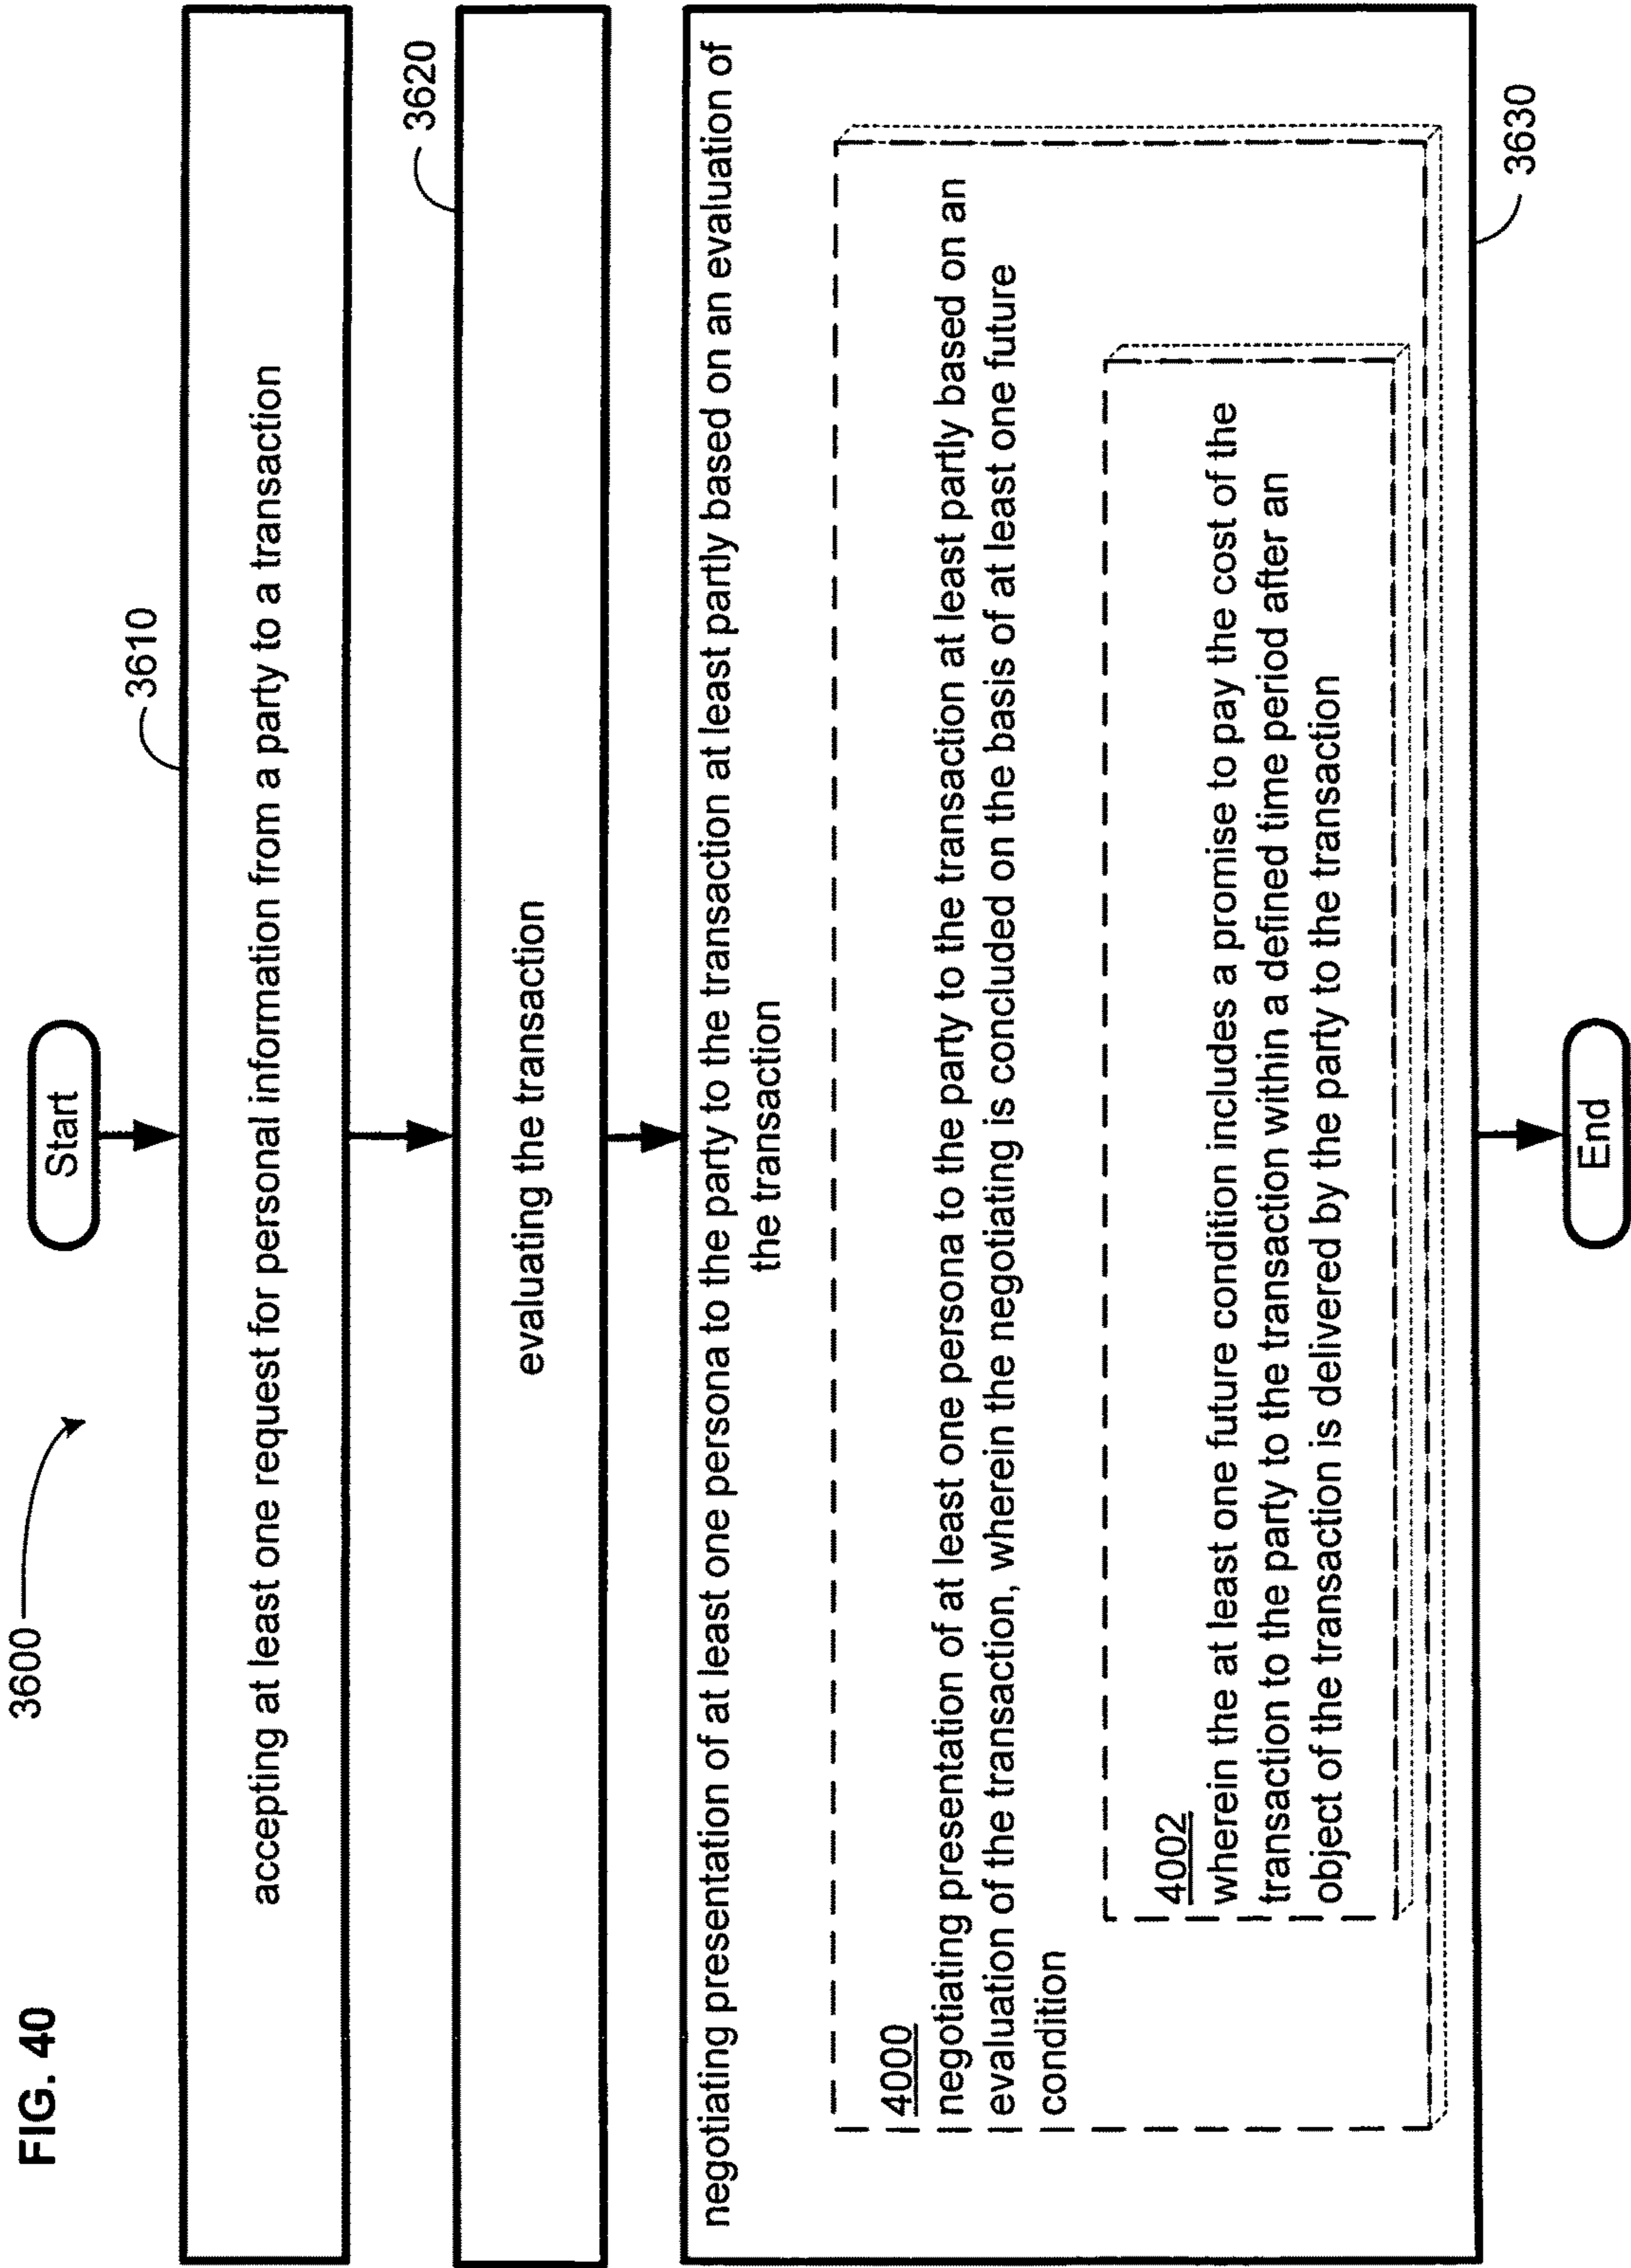 FIG. 40
3600
Start
3610
accepting at least one request for personal information from a party to a transaction
3620
evaluating the transaction
negotiating presentation of at least one persona to the party to the transaction at least partly based on an evaluation of
the transaction
4000
negotiating presentation of at least one persona to the party to the transaction at least partly based on an
evaluation of the transaction, wherein the negotiating is concluded on the basis of at least one future
condition
4002
wherein the at least one future condition includes a promise to pay the cost of the
transaction to the party to the transaction within a defined time period after an
object of the transaction is delivered by the party to the transaction
3630
End